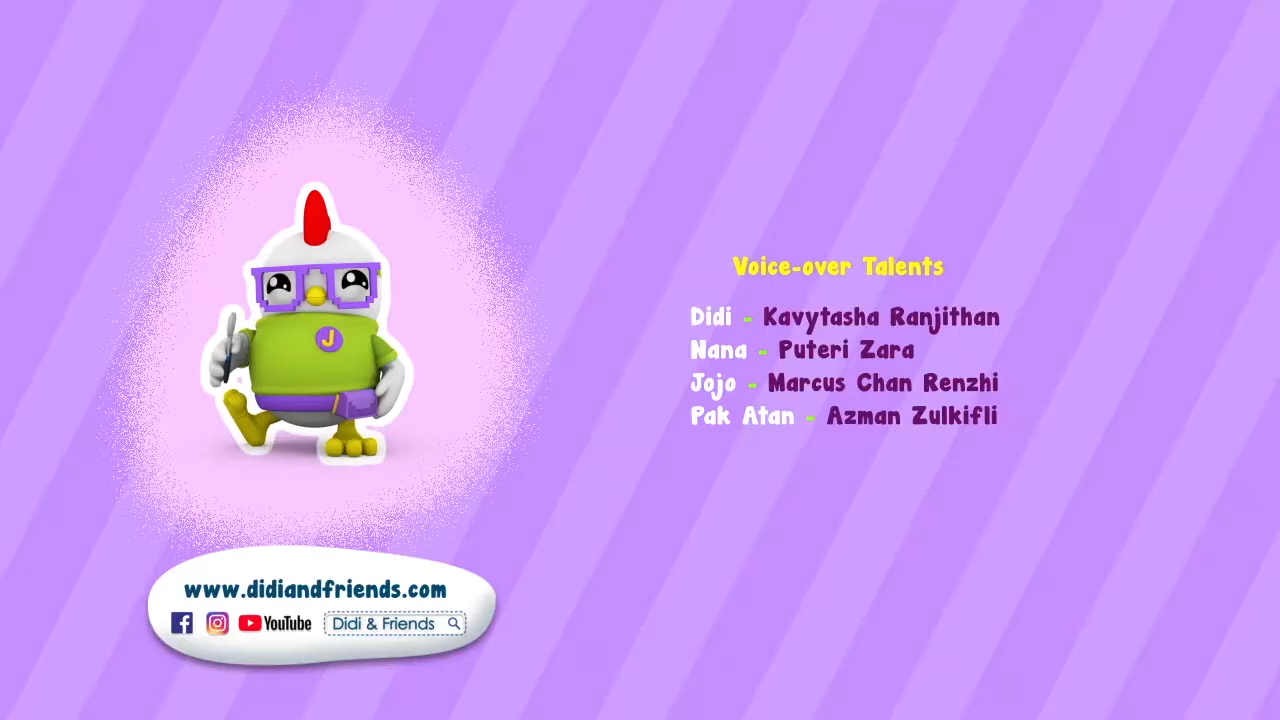 J
Voice-over Talents
Didi - Kavytasha Ranjithan
Nana - Puteri Zara
Jojo - Marcus Chan Renzhi
Pak Atan - Azman Zulkifli
www.didiandfriends.com
YouTube Didi & Friends